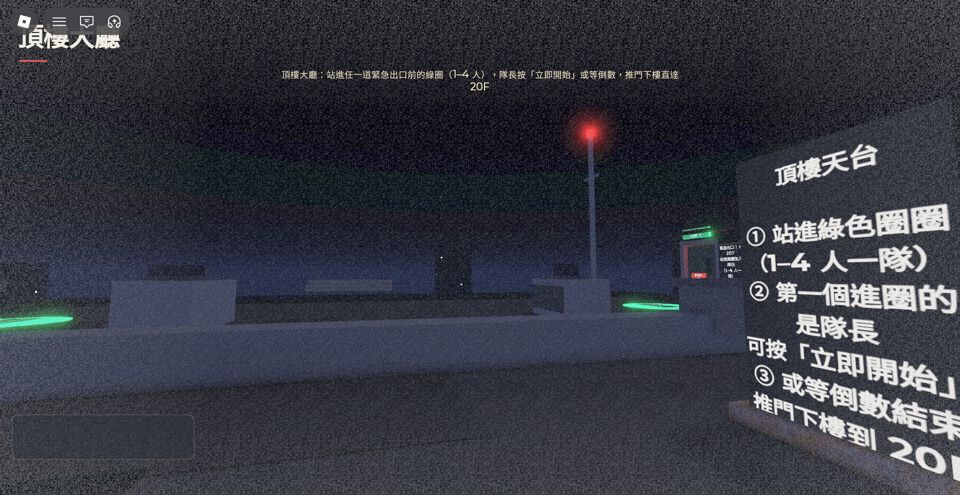 頂樓大廳
頂樓大廳：站進任一道緊急出口前的綠圈（1–4 人），隊長按「立即開始」或等倒數，推門下樓直達
20F
頂樓天台
① 站進綠色圈圈
（1–4 人一隊）
② 第一個進圈的
是隊長
可按「立即開始」
③ 或等倒數結束
推門下樓到 20F